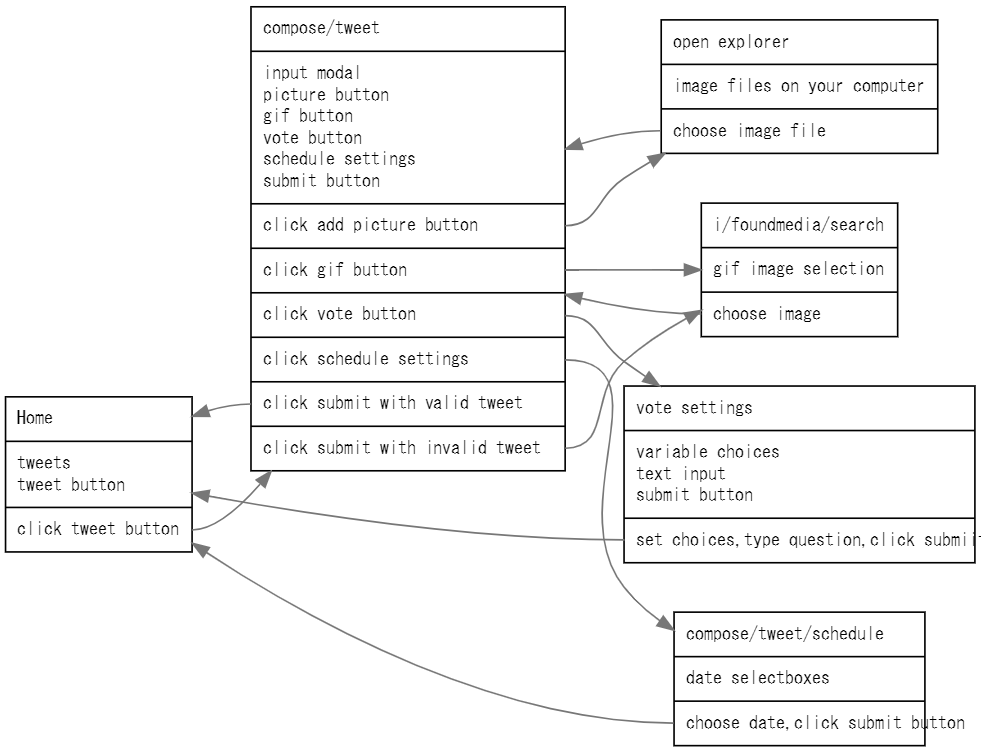 compose/tweet
input modal
picture button
gif button
vote button
schedule settings
submit button
click add picture button
click gif button
click vote button
click schedule settings
click submit with valid tweet
click submit with invalid tweet
open explorer
image files on your computer
choose image file
i/foundmedia/search
gif image selection
choose image
Home
tweets
tweet button
click tweet button
vote settings
variable choices
text input
submit button
set choices,type question,click submiit
compose/tweet/schedule
date selectboxes
choose date,click submit button